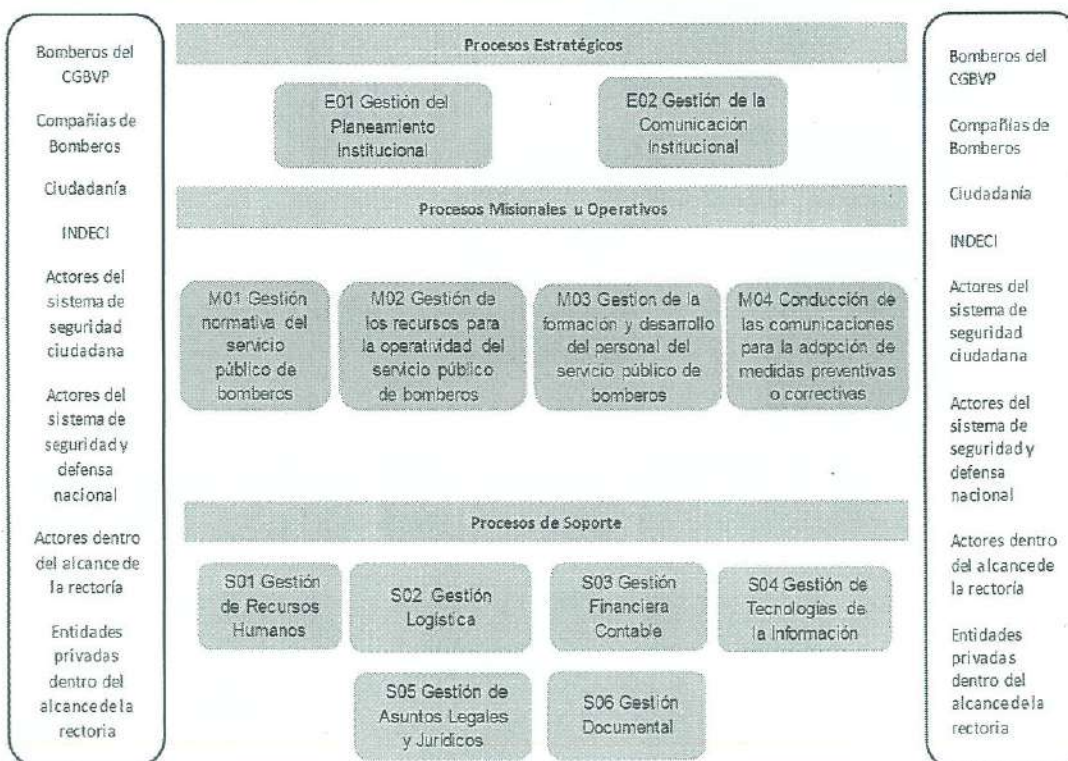 Bomberos del
CGBVP
Compañías de
Bomberos
Ciudadanía
INDECI
Actores del
sistema de
seguridad
ciudadana
Actores del
sistema de
seguridad y
defensa
nacional
Actores dentro
del alcance de
la rectoría
Entidades
privadas
dentro del
alcance de la
rectoria
Procesos Estratégicos
E01 Gestión del
Planeamiento
Institucional
E02 Gestión de la
Comunicación
Institucional
Procesos Misionales u Operativos
M01 Gestión
normativa del
servicio
público de
bomberos
M02 Gestión de
los recursos para
la operatividad del
servicio público
de bomberos
M03 Gestion de la
formación y desarrollo
del personal del
servicio público de
bomberos
M04 Conducción de
las comunicaciones
para la adopción de
medidas preventivas
o correctivas
Procesos de Soporte
S01 Gestión
de Recursos
Humanos
S02 Gestión
Logística
S03 Gestión
Financiera
Contable
S04 Gestión de
Tecnologías de
la Información
S05 Gestión de
Asuntos Legales
y Jurídicos
S06 Gestión
Documental
Bomberos del
CGBVP
Compañías de
Bomberos
Ciudadanía
INDECI
Actores del
sistema de
seguridad
ciudadana
Actores del
sistema de
seguridad y
defensa
nacional
Actores dentro
del alcance de
la rectoría
Entidades
privadas
dentro del
alcance de la
rectoria